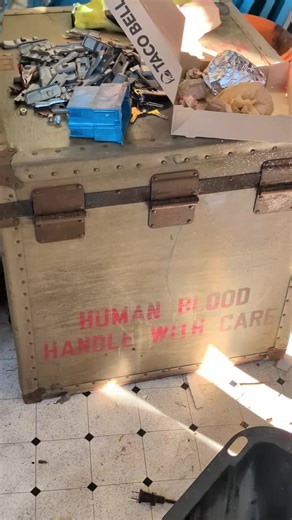 TACO BELL
HUMAN BLOOD
HANDLE WITH CARE